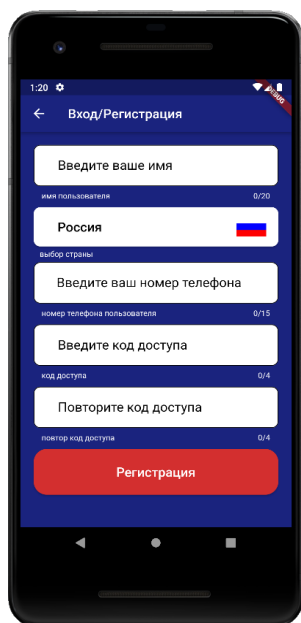 1:20
DEBUG
Вход/Регистрация
Введите ваше имя
имя пользователя 0/20
Россия
выбор страны
Введите ваш номер телефона
номер телефона пользователя 0/15
Введите код доступа
код доступа 0/4
Повторите код доступа
повтор код доступа 0/4
Регистрация